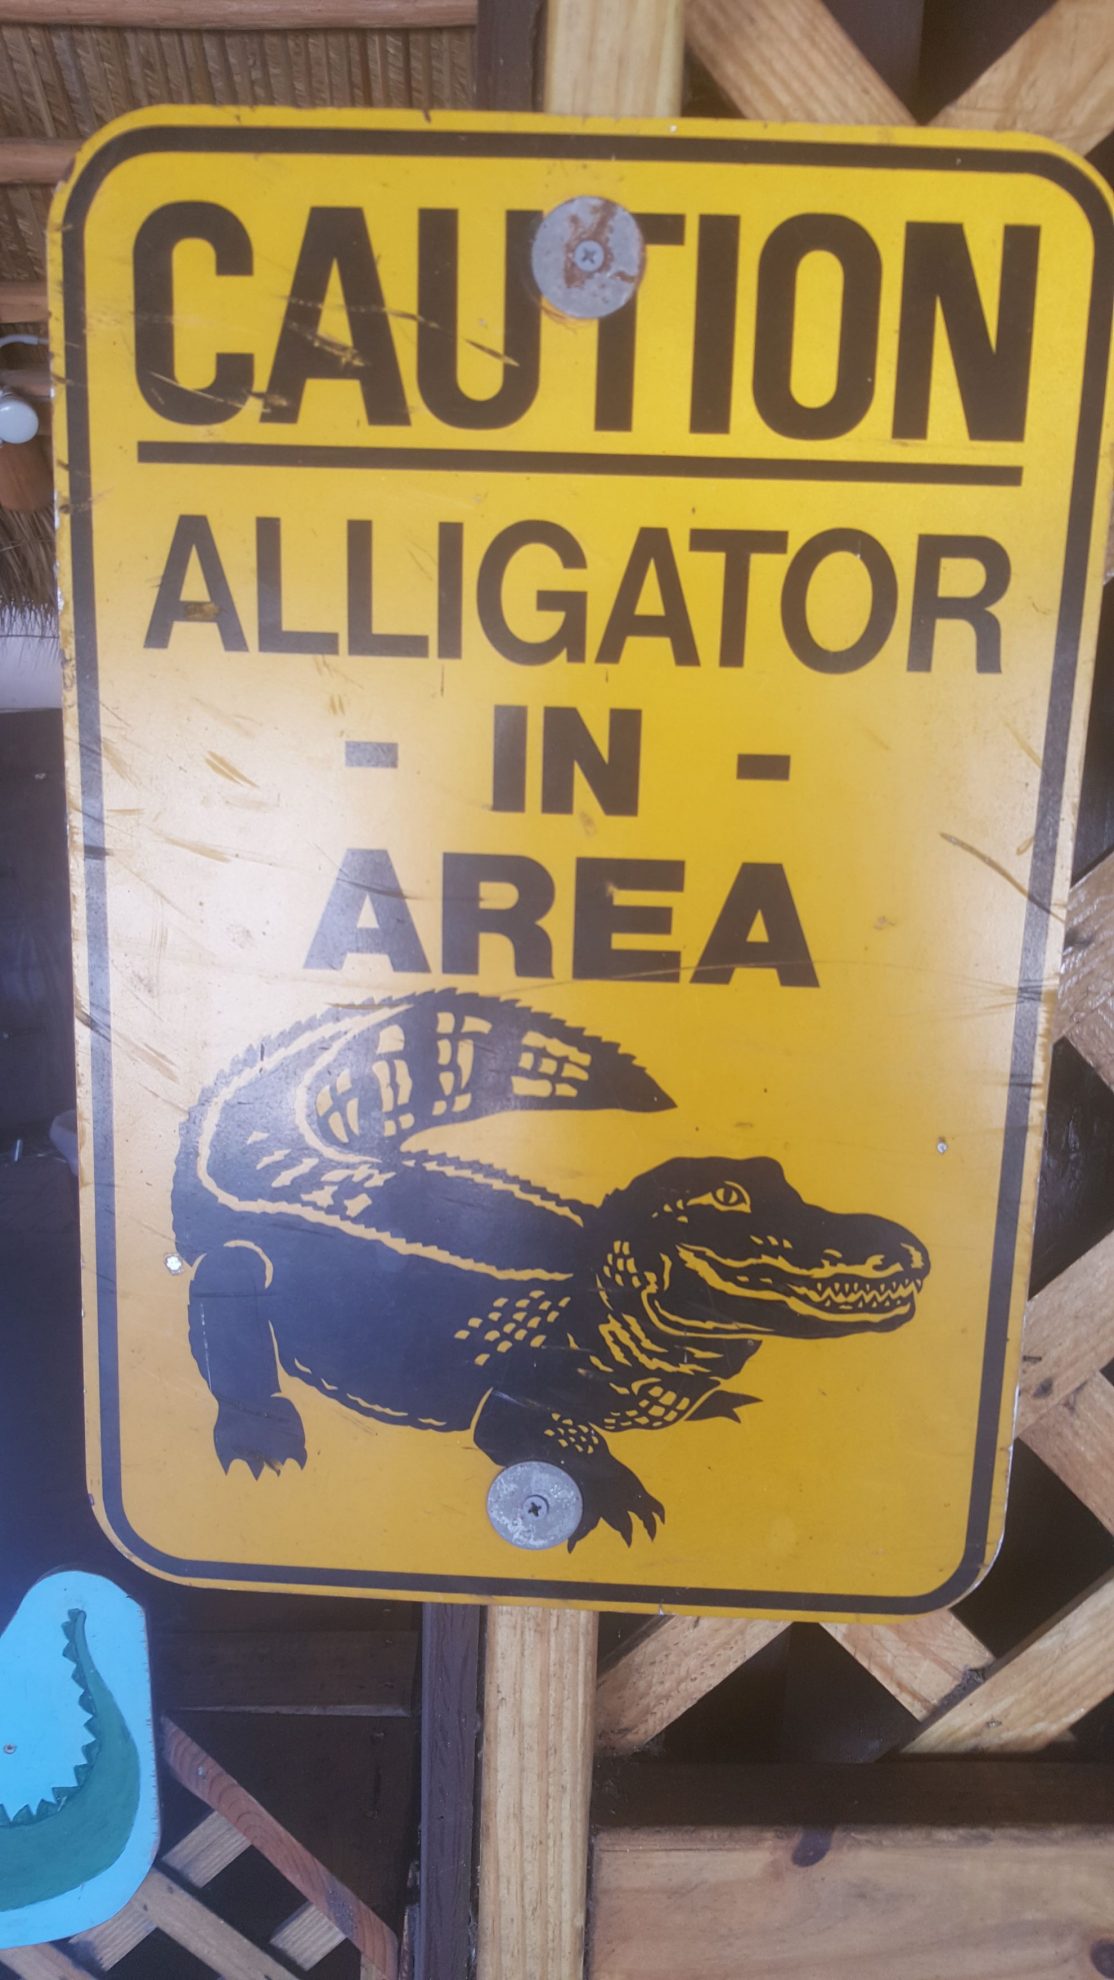 CAUTION
ALLIGATOR
- IN -
AREA